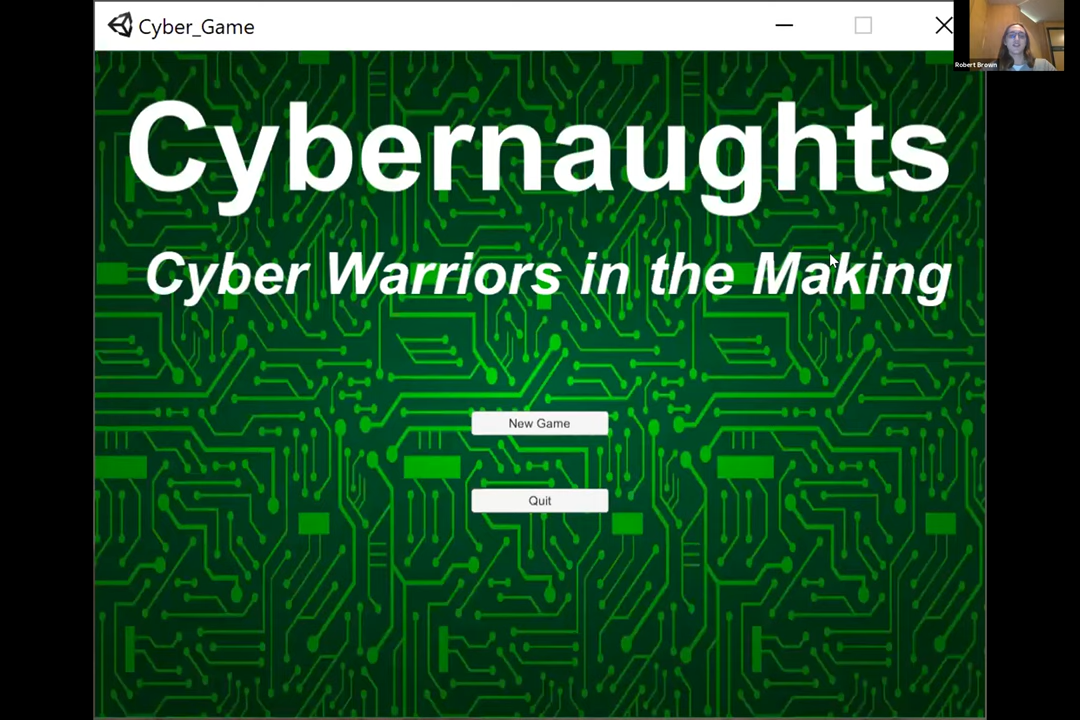 Cyber_Game
Robert Brown
Cybernaughts
Cyber Warriors in the Making
New Game
Quit